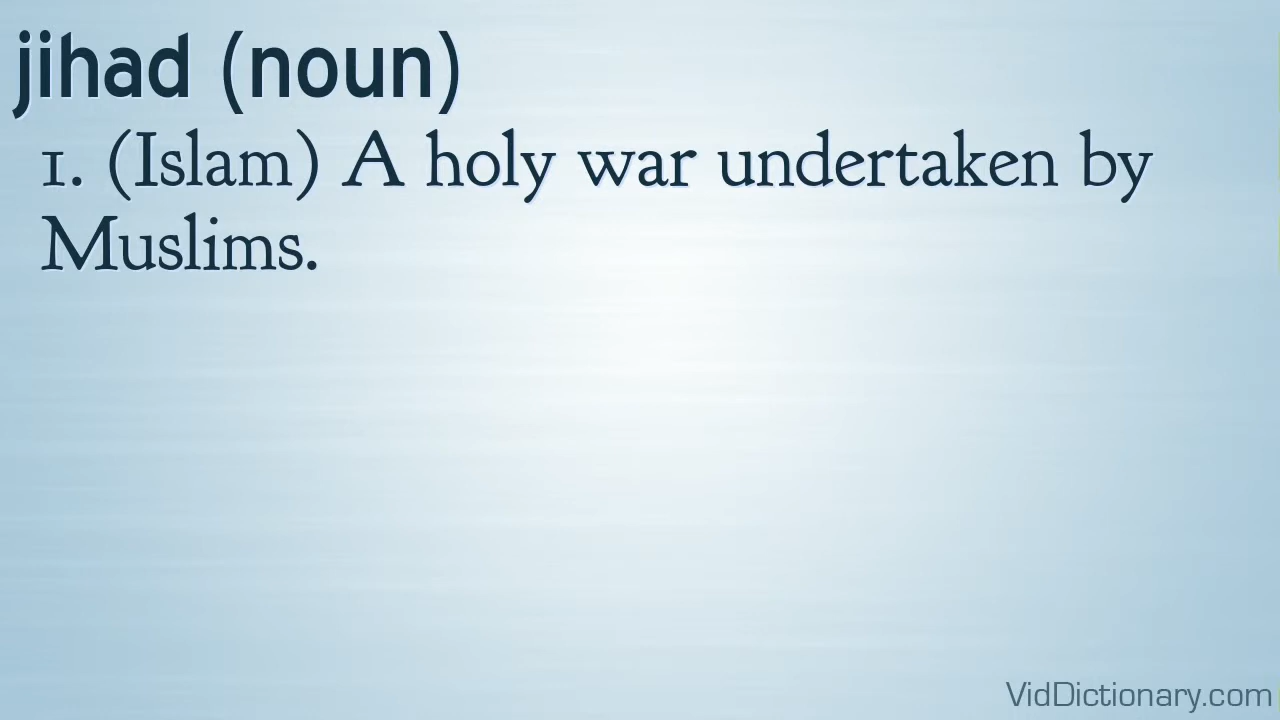 jihad (noun)
1. (Islam) A holy war undertaken by
Muslims.
VidDictionary.com